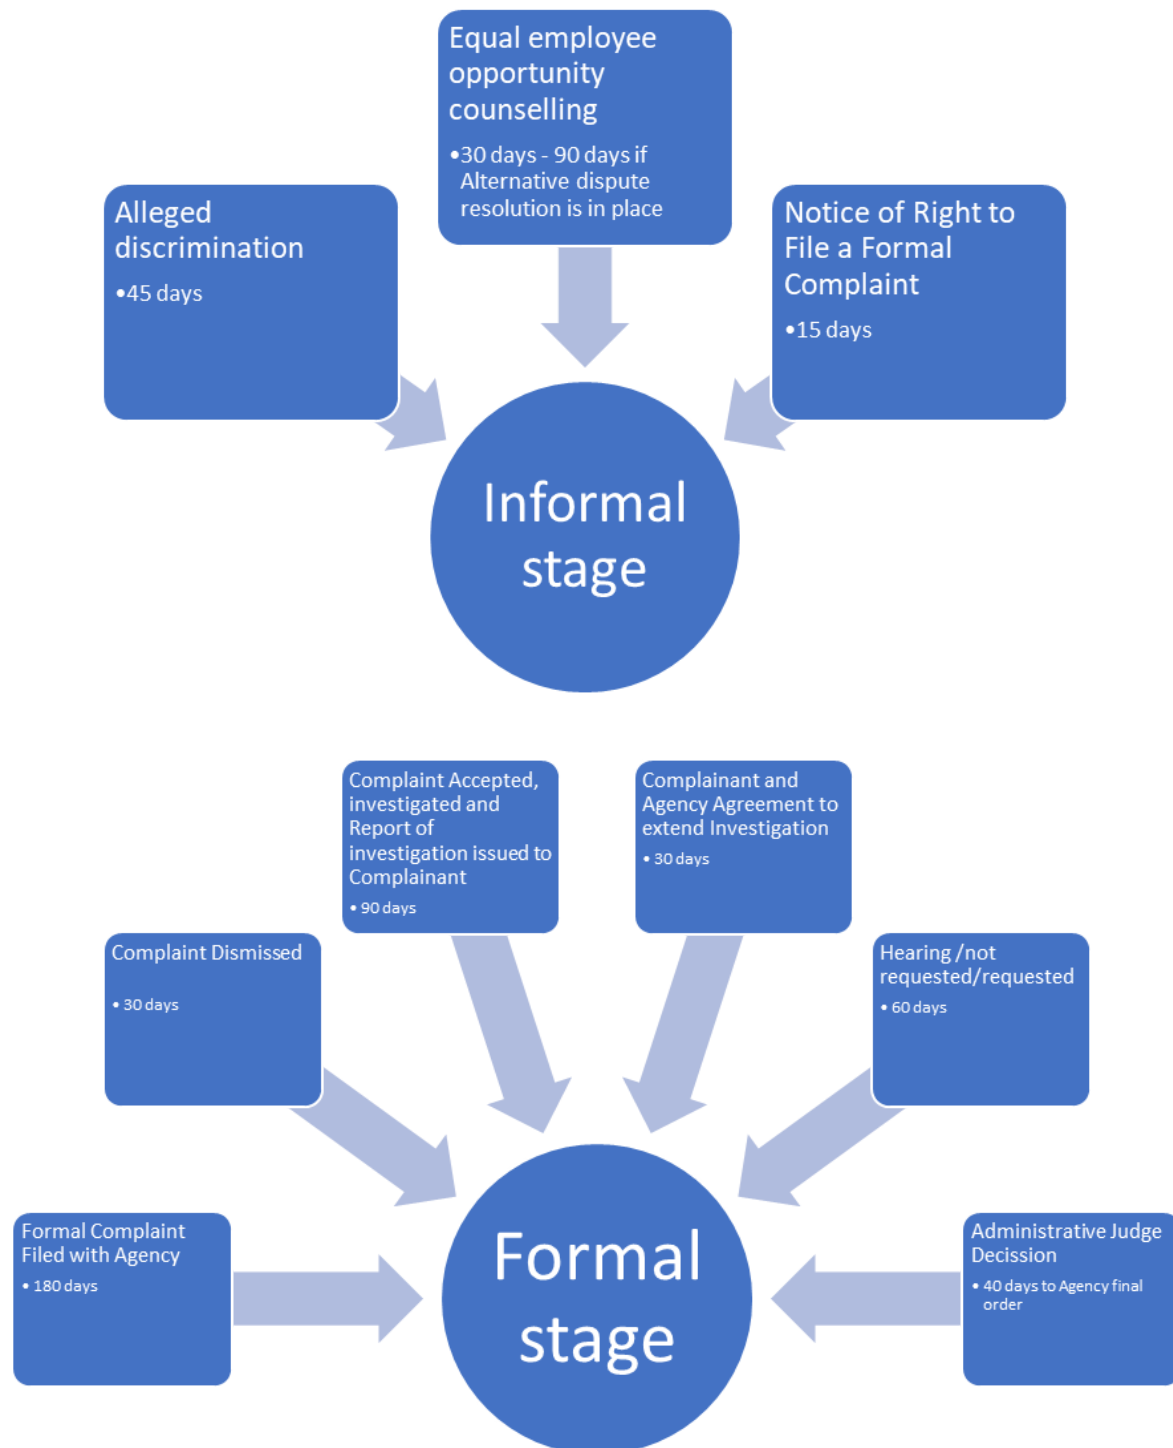 Equal employee
opportunity
counselling
•30 days - 90 days if
Alternative dispute
resolution is in place
Alleged
discrimination
•45 days
Notice of Right to
File a Formal
Complaint
•15 days
Informal
stage
Complaint Accepted,
investigated and
Report of
investigation issued to
Complainant
• 90 days
Complainant and
Agency Agreement to
extend Investigation
• 30 days
Complaint Dismissed
• 30 days
Hearing /not
requested/requested
• 60 days
Formal Complaint
Filed with Agency
• 180 days
Administrative Judge
Decission
• 40 days to Agency final
order
Formal
stage